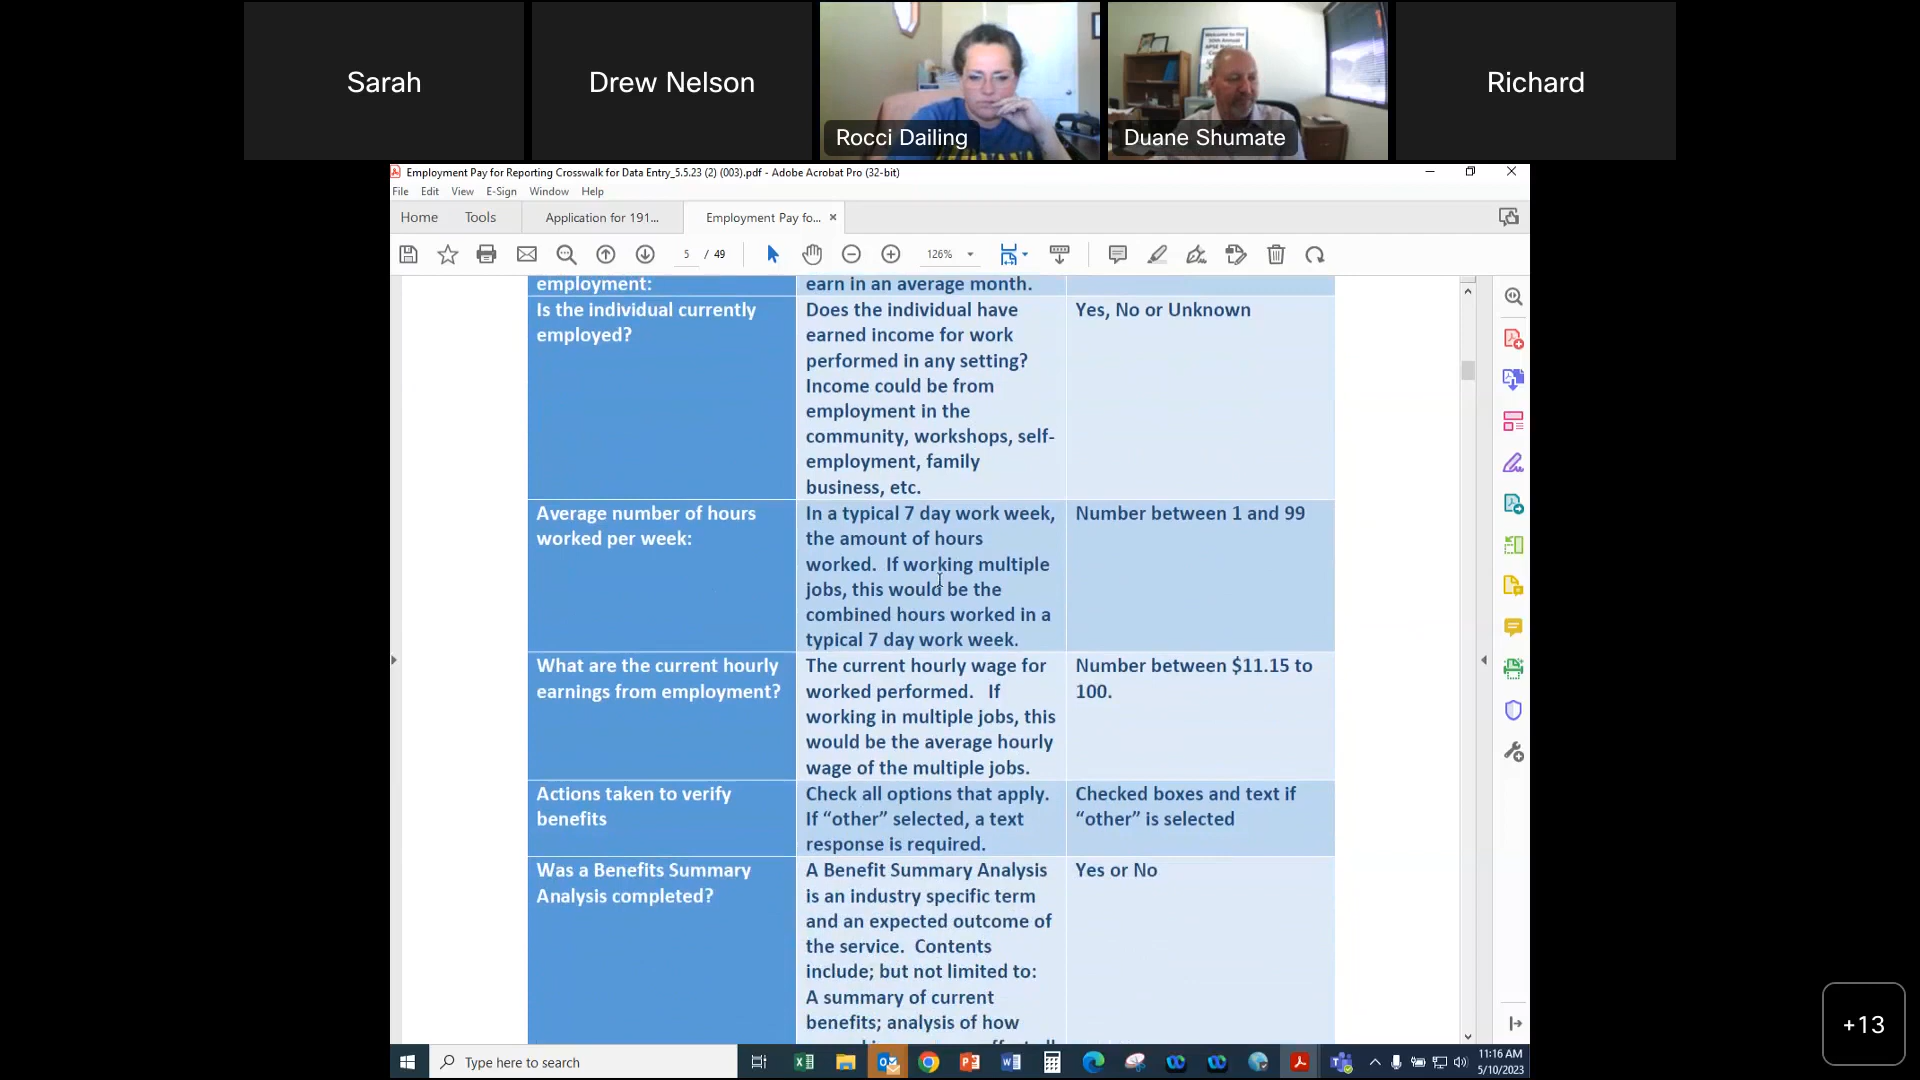 Sarah
Drew Nelson
Rocci Dailing
Duane Shumate
Richard
Welcome to the
Employment Pay for Reporting Crosswalk for Data Entry_5.5.23 (2) (003).pdf - Adobe Acrobat Pro (32-bit)
File Edit View E-Sign Window Help
Home Tools Application for 191... Employment Pay fo... ×
5 / 49 126%
employment:
earn in an average month.
Is the individual currently
employed?
Does the individual have
earned income for work
performed in any setting?
Income could be from
employment in the
community, workshops, self-
employment, family
business, etc.
Yes, No or Unknown
Average number of hours
worked per week:
In a typical 7 day work week,
the amount of hours
worked. If working multiple
jobs, this would be the
combined hours worked in a
typical 7 day work week.
Number between 1 and 99
What are the current hourly
earnings from employment?
The current hourly wage for
worked performed. If
working in multiple jobs, this
would be the average hourly
wage of the multiple jobs.
Number between $11.15 to
100.
Actions taken to verify
benefits
Check all options that apply.
If “other” selected, a text
response is required.
Checked boxes and text if
“other” is selected
Was a Benefits Summary
Analysis completed?
A Benefit Summary Analysis
is an industry specific term
and an expected outcome of
the service. Contents
include; but not limited to:
A summary of current
benefits; analysis of how
Yes or No
+13
Type here to search
11:16 AM
5/10/2023